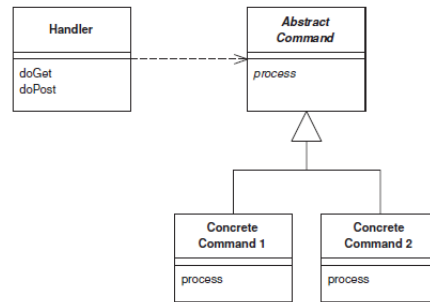 Handler
doGet
doPost
Abstract
Command
process
Concrete
Command 1
process
Concrete
Command 2
process